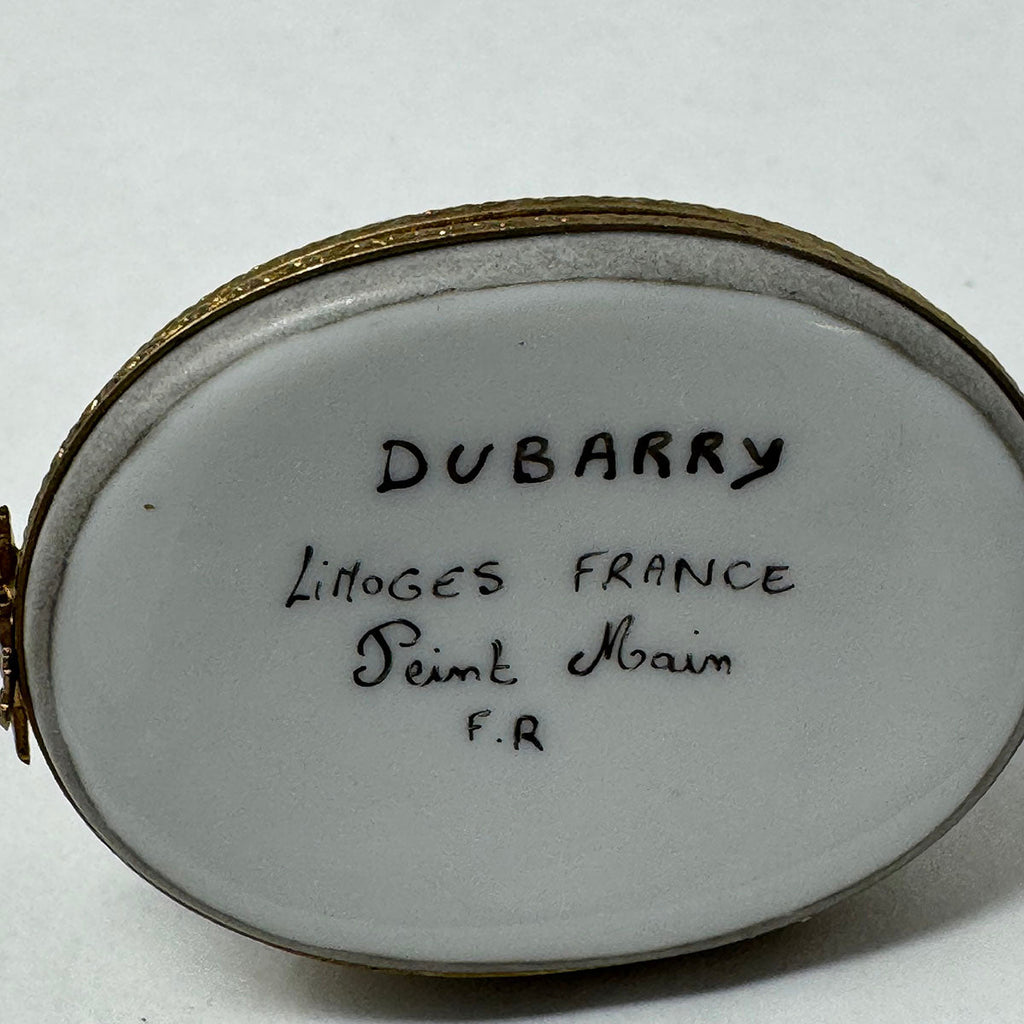 DUBARRY
LiMOGES FRANCE
Peint Main
F.R